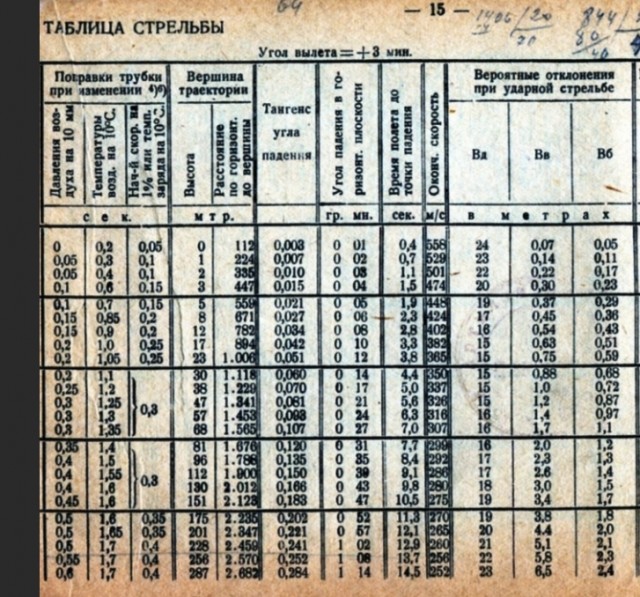 — 15 —
ТАБЛИЦА СТРЕЛЬБЫ
Угол вылета=+3 мин.
Поправки трубки при изменении ⁴)⁶) Вершина траектории Тангенс угла падения Угол падения в горизонт. плоскости Время полета до точки падения Оконч. скорость Вероятные отклонения при ударной стрельбе
Давления воздуха на 10 мм Температуры возд. на 10°С. Нач-й скор. на 1% или темп. заряда на 10°С. Высота Расстояние по горизонт. до вершины Вд Вв Вб
сек. мтр. гр. мн. сек. м/с в метрах
0 0,2 0,05 0 112 0,003 0 01 0,4 558 24 0,07 0,05
0,05 0,3 0,1 1 224 0,007 0 02 0,7 529 23 0,14 0,11
0,05 0,4 0,1 2 335 0,010 0 03 1,1 501 22 0,22 0,17
0,1 0,6 0,15 3 447 0,015 0 04 1,5 474 20 0,30 0,23
0,1 0,7 0,15 5 559 0,021 0 05 1,9 448 19 0,37 0,29
0,15 0,85 0,2 8 671 0,027 0 06 2,3 424 17 0,45 0,36
0,15 0,9 0,2 12 782 0,034 0 08 2,8 402 16 0,54 0,43
0,2 1,0 0,25 17 894 0,042 0 10 3,3 382 15 0,63 0,51
0,2 1,05 0,25 23 1.006 0,051 0 12 3,8 365 15 0,75 0,59
0,2 1,1 30 1.118 0,060 0 14 4,4 350 15 0,88 0,68
0,25 1,2 38 1.229 0,070 0 17 5,0 337 15 1,0 0,72
0,3 1,25 0,3 47 1.341 0,081 0 21 5,6 326 15 1,2 0,87
0,3 1,3 57 1.453 0,093 0 24 6,3 316 16 1,4 0,97
0,3 1,35 68 1.565 0,107 0 27 7,0 307 16 1,7 1,1
0,35 1,4 81 1.676 0,120 0 31 7,7 299 16 2,0 1,2
0,4 1,5 96 1.788 0,135 0 35 8,4 292 17 2,3 1,3
0,4 1,55 0,3 112 1.900 0,150 0 39 9,1 286 17 2,6 1,4
0,4 1,6 130 2.012 0,166 0 43 9,8 280 18 3,0 1,5
0,45 1,6 151 2.123 0,183 0 47 10,5 275 19 3,4 1,7
0,5 1,6 0,35 175 2.235 0,202 0 52 11,3 270 19 3,8 1,8
0,5 1,65 0,35 201 2.347 0,221 0 57 12,1 265 20 4,4 2,0
0,5 1,7 0,4 228 2.459 0,241 1 02 12,9 260 21 5,1 2,1
0,55 1,7 0,4 256 2.570 0,252 1 08 13,7 256 22 5,8 2,3
0,6 1,7 0,4 287 2.682 0,284 1 14 14,5 252 23 6,5 2,4